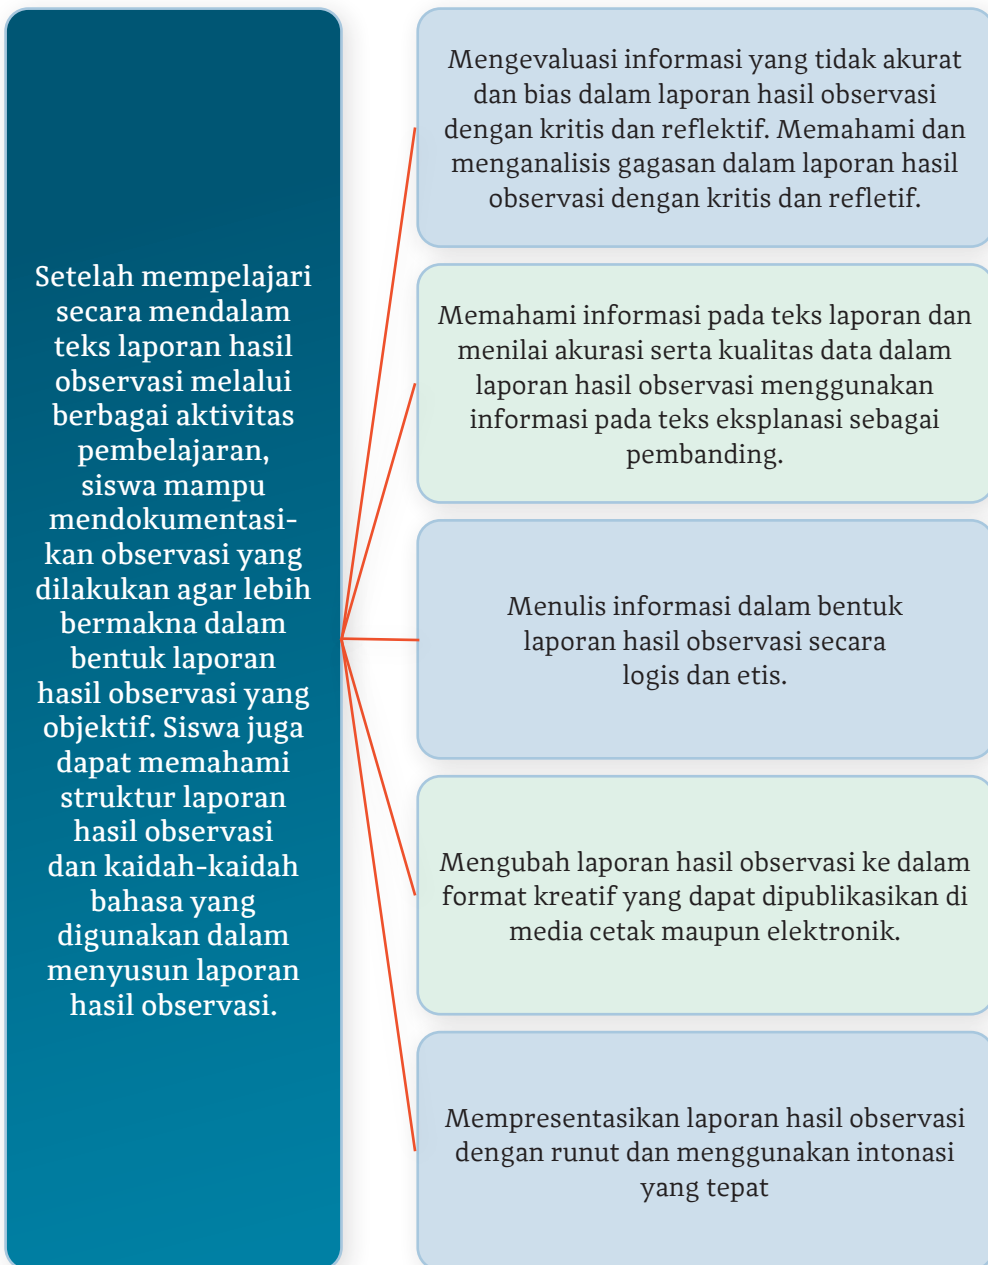 Setelah mempelajari
secara mendalam
teks laporan hasil
observasi melalui
berbagai aktivitas
pembelajaran,
siswa mampu
mendokumentasi-
kan observasi yang
dilakukan agar lebih
bermakna dalam
bentuk laporan
hasil observasi yang
objektif. Siswa juga
dapat memahami
struktur laporan
hasil observasi
dan kaidah-kaidah
bahasa yang
digunakan dalam
menyusun laporan
hasil observasi.
Mengevaluasi informasi yang tidak akurat
dan bias dalam laporan hasil observasi
dengan kritis dan reflektif. Memahami dan
menganalisis gagasan dalam laporan hasil
observasi dengan kritis dan refletif.
Memahami informasi pada teks laporan dan
menilai akurasi serta kualitas data dalam
laporan hasil observasi menggunakan
informasi pada teks eksplanasi sebagai
pembanding.
Menulis informasi dalam bentuk
laporan hasil observasi secara
logis dan etis.
Mengubah laporan hasil observasi ke dalam
format kreatif yang dapat dipublikasikan di
media cetak maupun elektronik.
Mempresentasikan laporan hasil observasi
dengan runut dan menggunakan intonasi
yang tepat